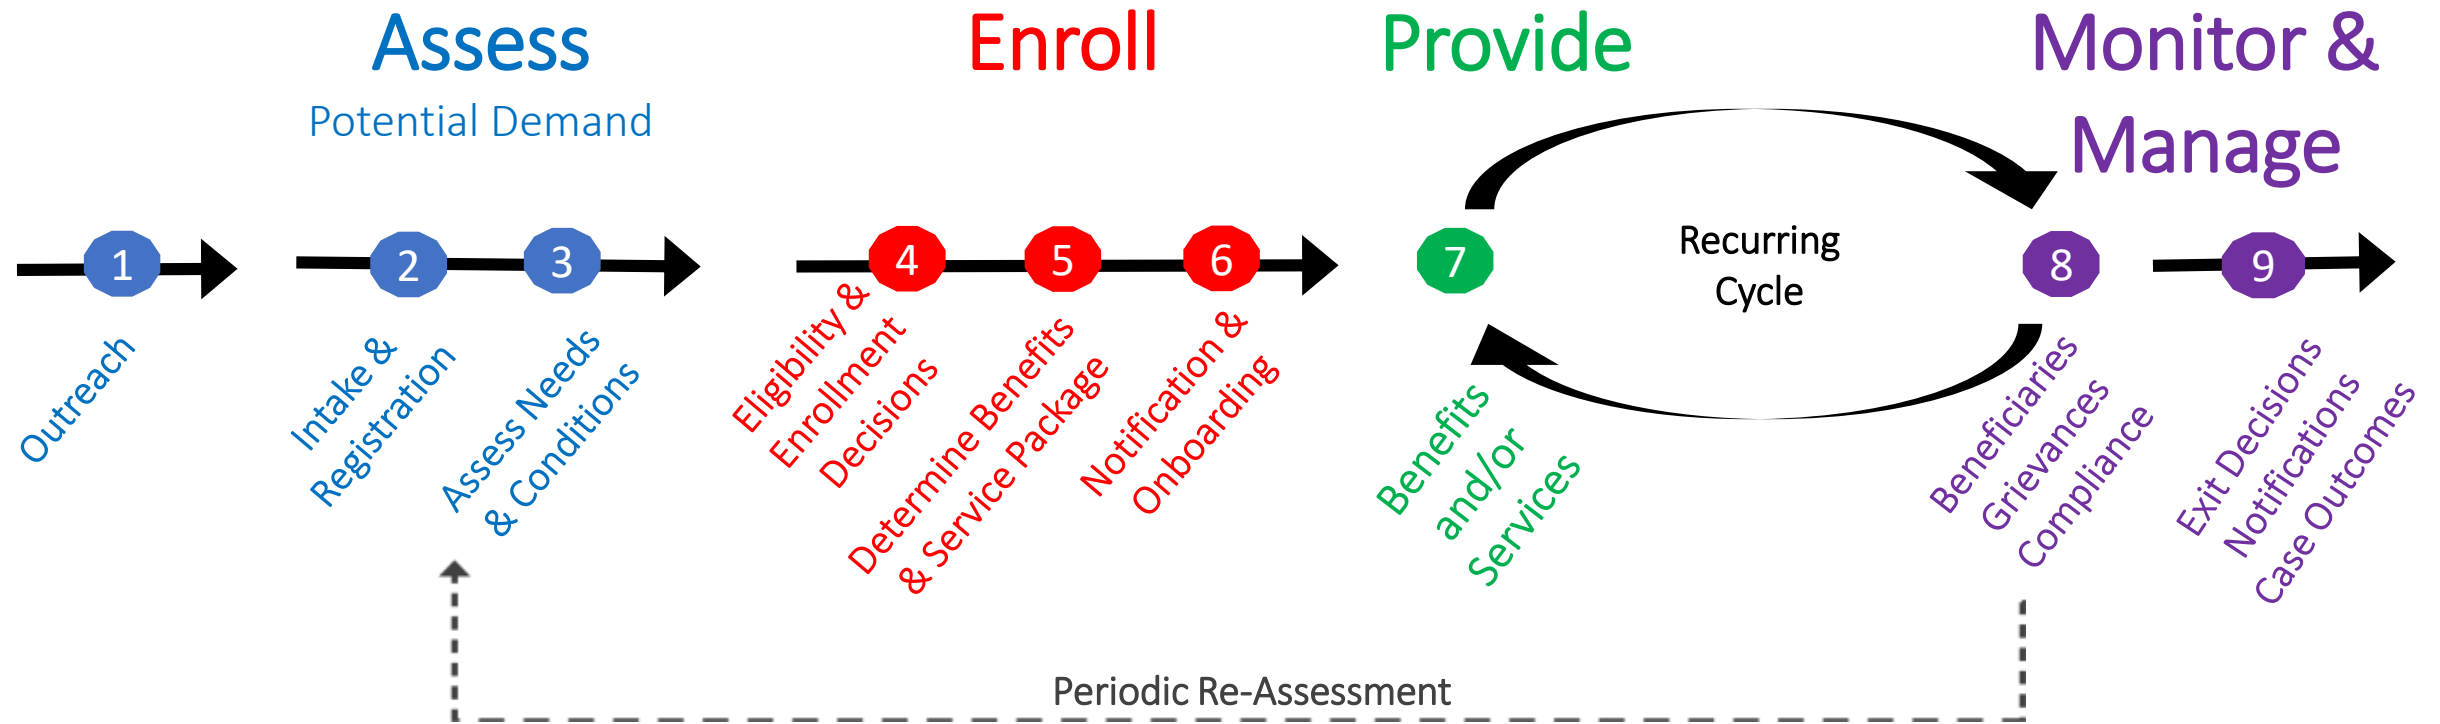 Assess
Potential Demand
Enroll
Provide
Monitor &
Manage
1
2
3
4
5
6
7
8
9
Recurring
Cycle
Outreach
Intake &
Registration
Assess Needs
& Conditions
Eligibility &
Enrollment
Decisions
Determine Benefits
& Service Package
Notification &
Onboarding
Benefits
and/or
Services
Beneficiaries
Grievances
Compliance
Exit Decisions
Notifications
Case Outcomes
Periodic Re-Assessment